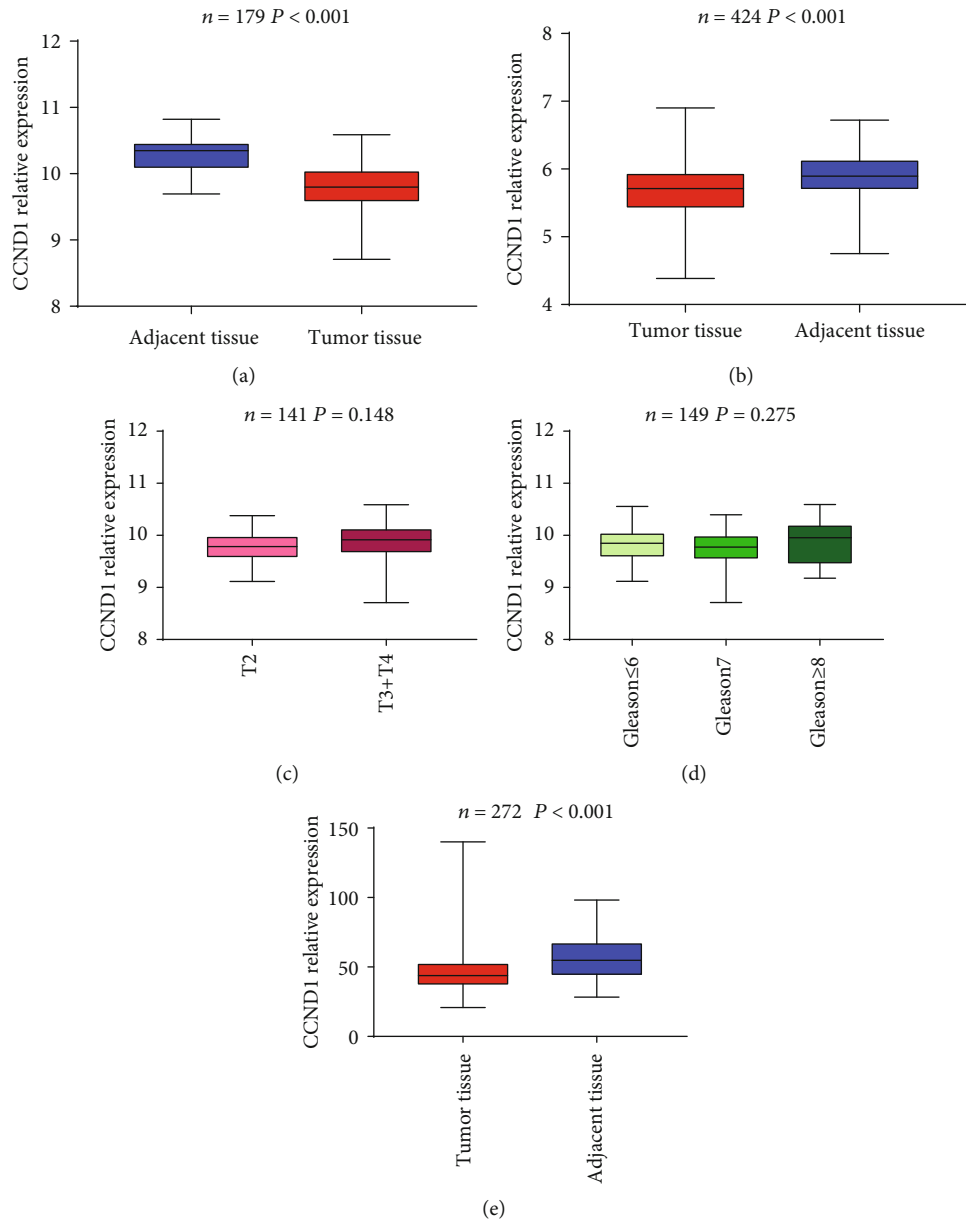 n = 179 P < 0.001
CCND1 relative expression
12
11
10
9
8
Adjacent tissue
Tumor tissue
(a)
n = 424 P < 0.001
CCND1 relative expression
8
7
6
5
4
Tumor tissue
Adjacent tissue
(b)
n = 141 P = 0.148
CCND1 relative expression
12
11
10
9
8
T2
T3+T4
(c)
n = 149 P = 0.275
CCND1 relative expression
12
11
10
9
8
Gleason≤6
Gleason7
Gleason≥8
(d)
n = 272 P < 0.001
CCND1 relative expression
150
100
50
0
Tumor tissue
Adjacent tissue
(e)